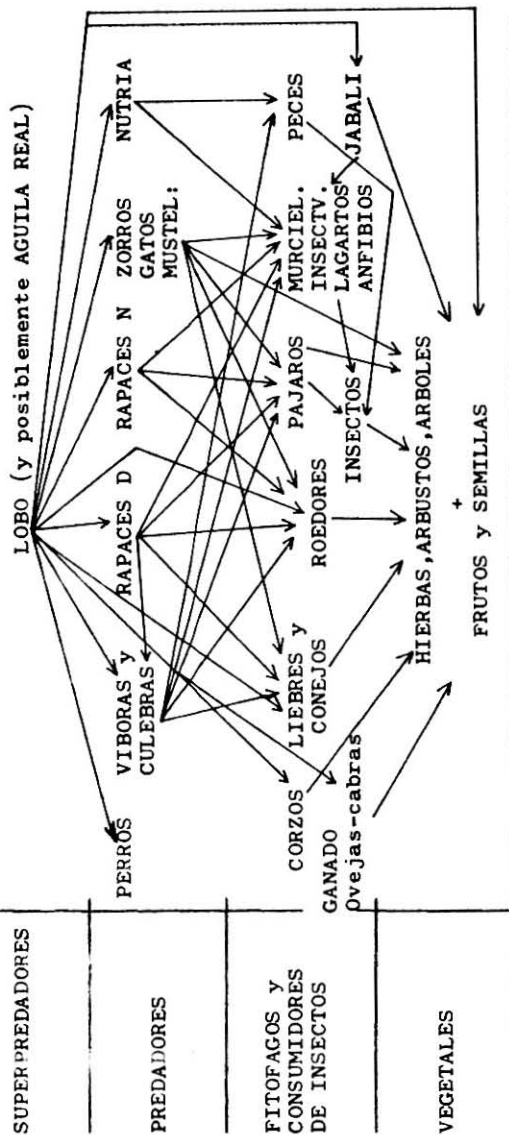 SUPERPREDADORES
LOBO (y posiblemente AGUILA REAL)
PREDADORES
PERROS
VIBORAS y
CULEBRAS
RAPACES D
RAPACES N
ZORROS
GATOS
MUSTEL:
NUTRIA
FITOFAGOS y
CONSUMIDORES
DE INSECTOS
CORZOS
GANADO
Ovejas-cabras
LIEBRES y
CONEJOS
ROEDORES
PAJAROS
INSECTOS
MURCIEL.
INSECTV.
LAGARTOS
ANFIBIOS
PECES
JABALI
VEGETALES
HIERBAS,ARBUSTOS,ARBOLES
+
FRUTOS y SEMILLAS